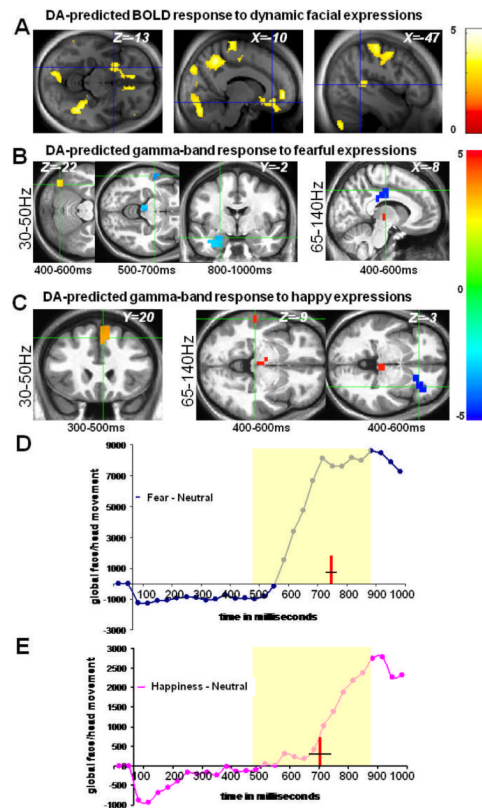 DA-predicted BOLD response to dynamic facial expressions
A
Z=-13
X=-10
X=-47
5
0
DA-predicted gamma-band response to fearful expressions
B
30-50Hz
Z=-22
Y=-2
65-140Hz
X=-8
5
400-600ms
500-700ms
800-1000ms
400-600ms
DA-predicted gamma-band response to happy expressions
C
0
30-50Hz
Y=20
65-140Hz
Z=-9
Z=-3
-5
300-500ms
400-600ms
400-600ms
D
global face/head movement
9000
7000
5000
3000
1000
-1000
-3000
Fear - Neutral
0 100 200 300 400 500 600 700 800 900 1000
time in milliseconds
E
global face/head movement
3000
2500
2000
1500
1000
500
0
-500
-1000
Happiness - Neutral
0 100 200 300 400 500 600 700 800 900 1000
time in milliseconds